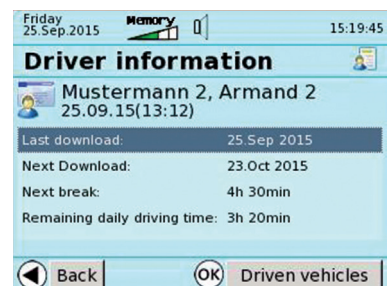 Friday
25.Sep.2015 Memory 15:19:45
Driver information
Mustermann 2, Armand 2
25.09.15(13:12)
Last download: 25.Sep 2015
Next Download: 23.Oct 2015
Next break: 4h 30min
Remaining daily driving time: 3h 20min
Back OK Driven vehicles